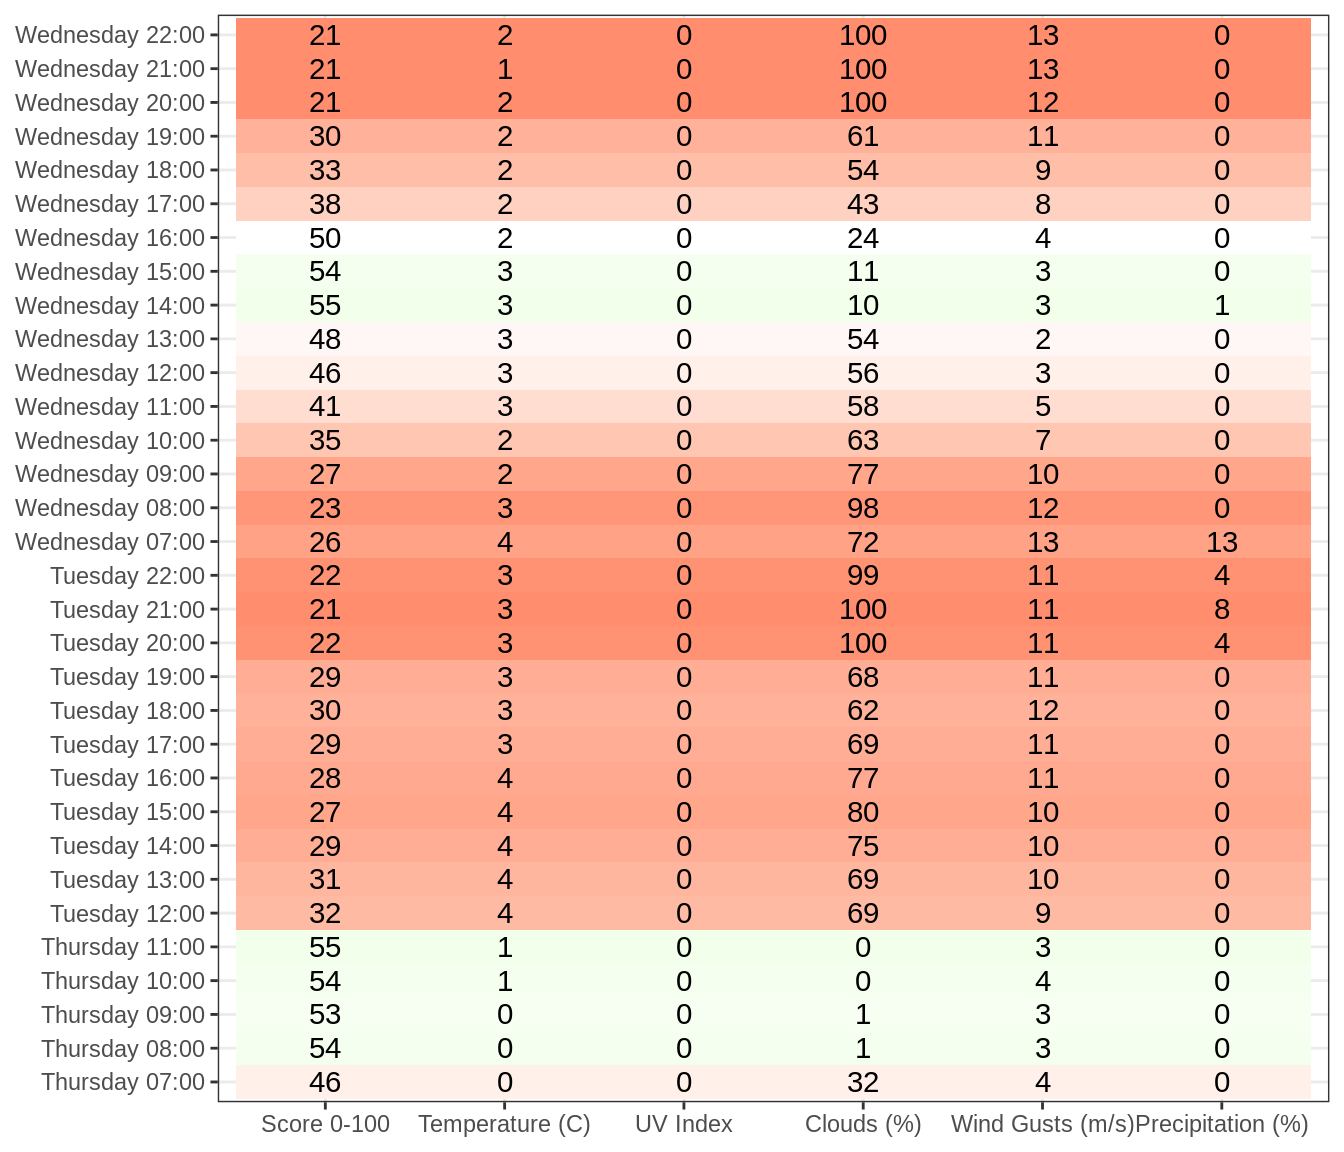 Wednesday 22:00 21 2 0 100 13 0
Wednesday 21:00 21 1 0 100 13 0
Wednesday 20:00 21 2 0 100 12 0
Wednesday 19:00 30 2 0 61 11 0
Wednesday 18:00 33 2 0 54 9 0
Wednesday 17:00 38 2 0 43 8 0
Wednesday 16:00 50 2 0 24 4 0
Wednesday 15:00 54 3 0 11 3 0
Wednesday 14:00 55 3 0 10 3 1
Wednesday 13:00 48 3 0 54 2 0
Wednesday 12:00 46 3 0 56 3 0
Wednesday 11:00 41 3 0 58 5 0
Wednesday 10:00 35 2 0 63 7 0
Wednesday 09:00 27 2 0 77 10 0
Wednesday 08:00 23 3 0 98 12 0
Wednesday 07:00 26 4 0 72 13 13
Tuesday 22:00 22 3 0 99 11 4
Tuesday 21:00 21 3 0 100 11 8
Tuesday 20:00 22 3 0 100 11 4
Tuesday 19:00 29 3 0 68 11 0
Tuesday 18:00 30 3 0 62 12 0
Tuesday 17:00 29 3 0 69 11 0
Tuesday 16:00 28 4 0 77 11 0
Tuesday 15:00 27 4 0 80 10 0
Tuesday 14:00 29 4 0 75 10 0
Tuesday 13:00 31 4 0 69 10 0
Tuesday 12:00 32 4 0 69 9 0
Thursday 11:00 55 1 0 0 3 0
Thursday 10:00 54 1 0 0 4 0
Thursday 09:00 53 0 0 1 3 0
Thursday 08:00 54 0 0 1 3 0
Thursday 07:00 46 0 0 32 4 0
Score 0-100 Temperature (C) UV Index Clouds (%) Wind Gusts (m/s) Precipitation (%)